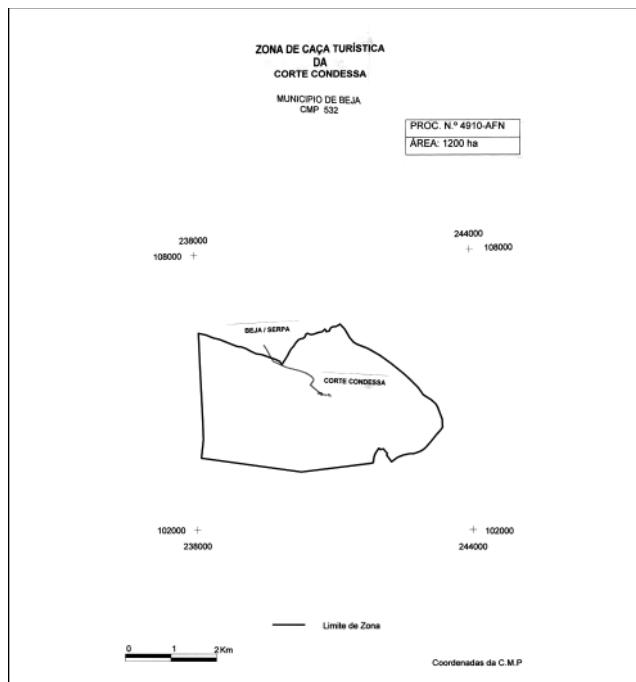 ZONA DE CAÇA TURÍSTICA
DA
CORTE CONDESSA
MUNICIPIO DE BEJA
CMP 532
PROC. N.º 4910-AFN
ÁREA: 1200 ha
238000
108000
244000
108000
BEJA / SERPA
CORTE CONDESSA
102000
238000
102000
244000
Limite de Zona
0 1 2 Km
Coordenadas da C.M.P